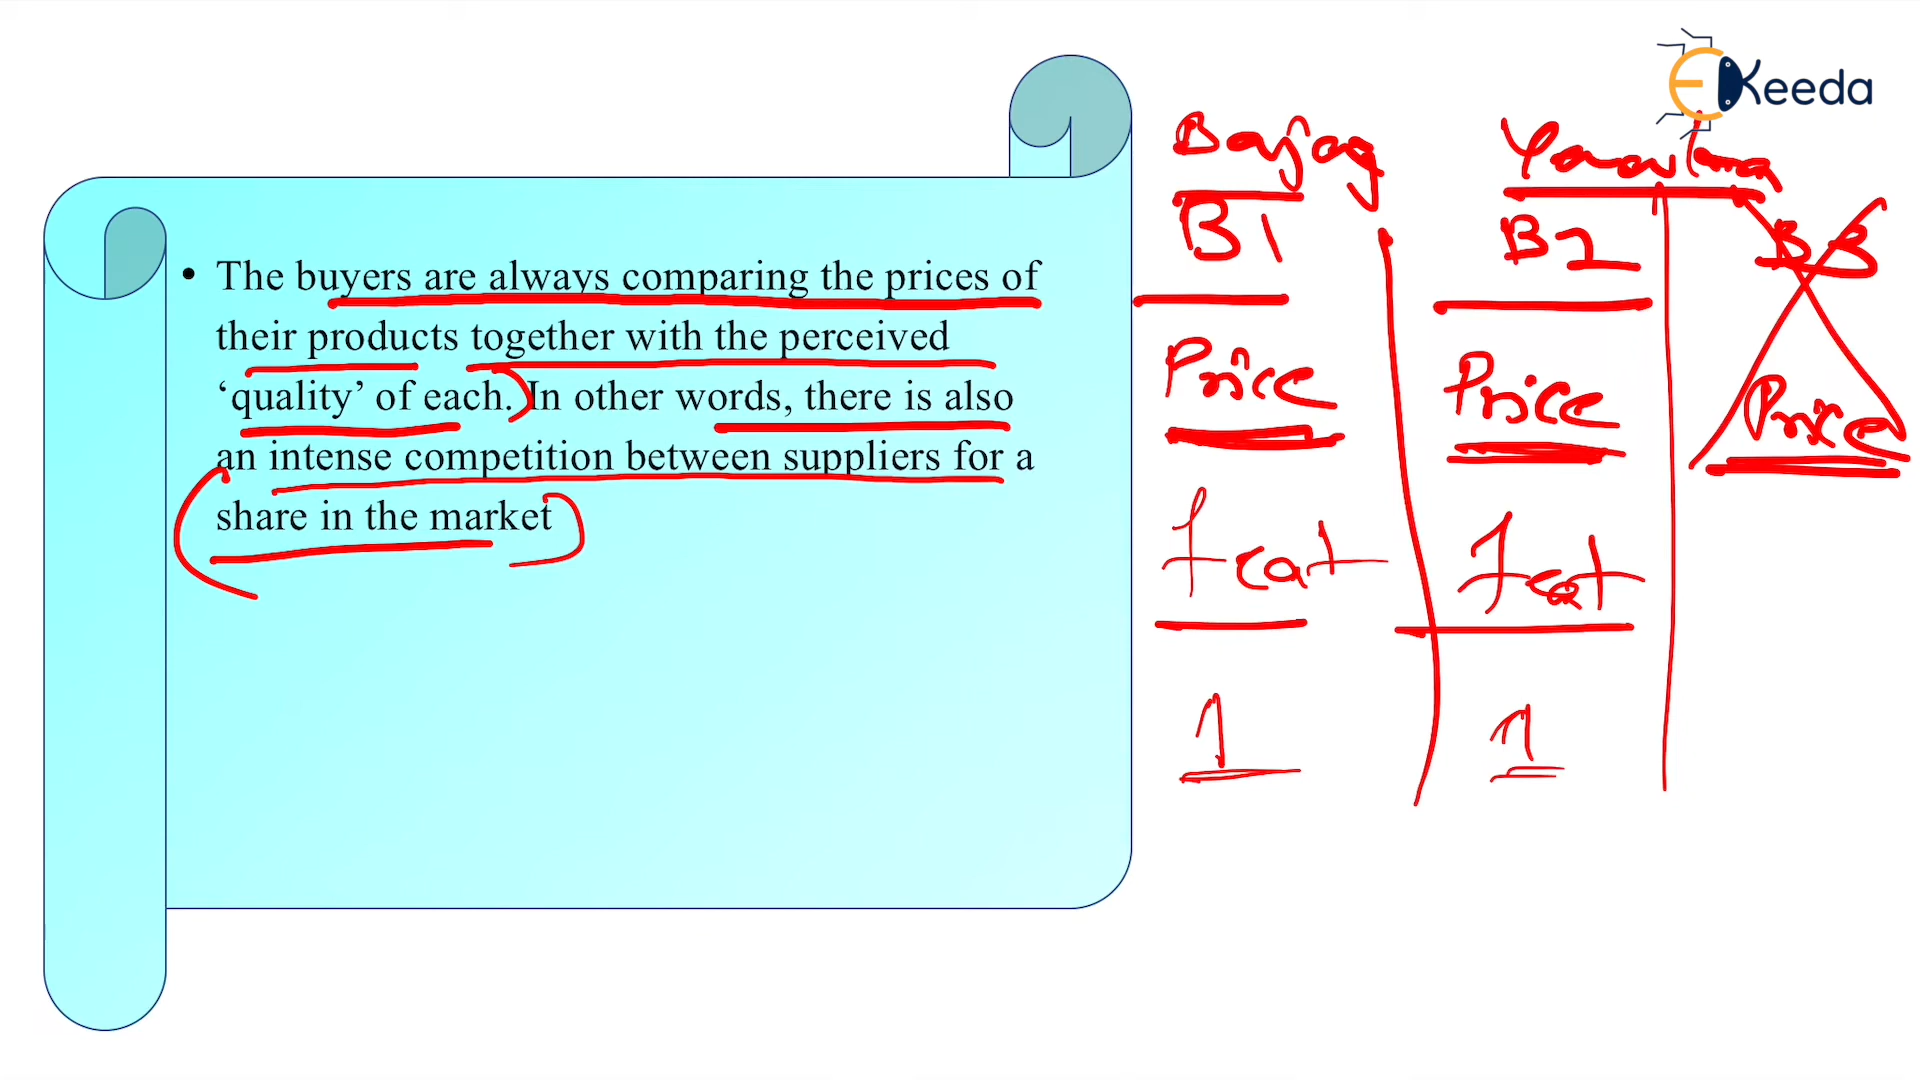 EKeeda
• The buyers are always comparing the prices of
their products together with the perceived
‘quality’ of each. In other words, there is also
an intense competition between suppliers for a
share in the market
Bajaj
B1 B2 B3
Price Price Price
feat feat
1 1